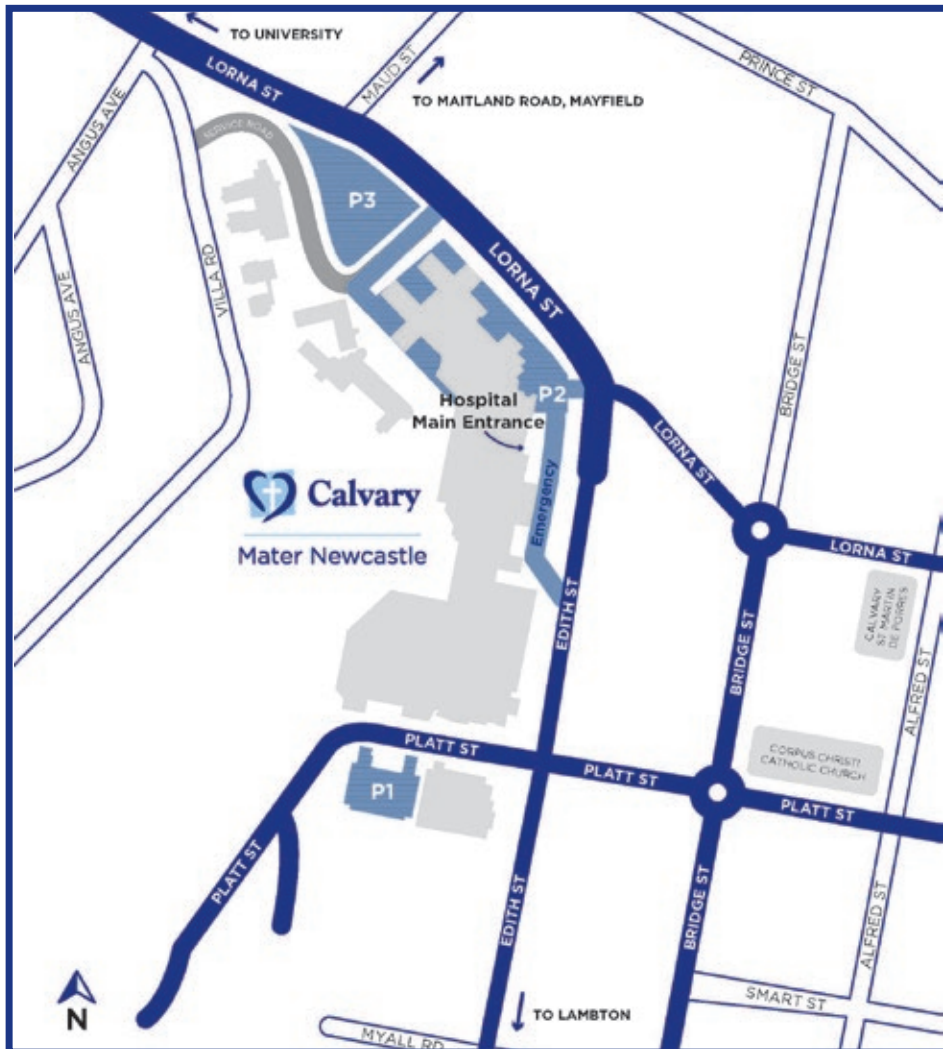 TO UNIVERSITY
LORNA ST
MAUD ST
TO MAITLAND ROAD, MAYFIELD
PRINCE ST
ANGUS AVE
SERVICE ROAD
P3
VILLA RD
ANGUS AVE
LORNA ST
BRIDGE ST
P2
Hospital
Main Entrance
LORNA ST
Emergency
Calvary
Mater Newcastle
LORNA ST
EDITH ST
BRIDGE ST
CALVARY
ST MARTIN
DE PORRES
ALFRED ST
PLATT ST
PLATT ST
CORPUS CHRISTI
CATHOLIC CHURCH
P1
PLATT ST
PLATT ST
EDITH ST
BRIDGE ST
ALFRED ST
N
TO LAMBTON
SMART ST
MYALL RD